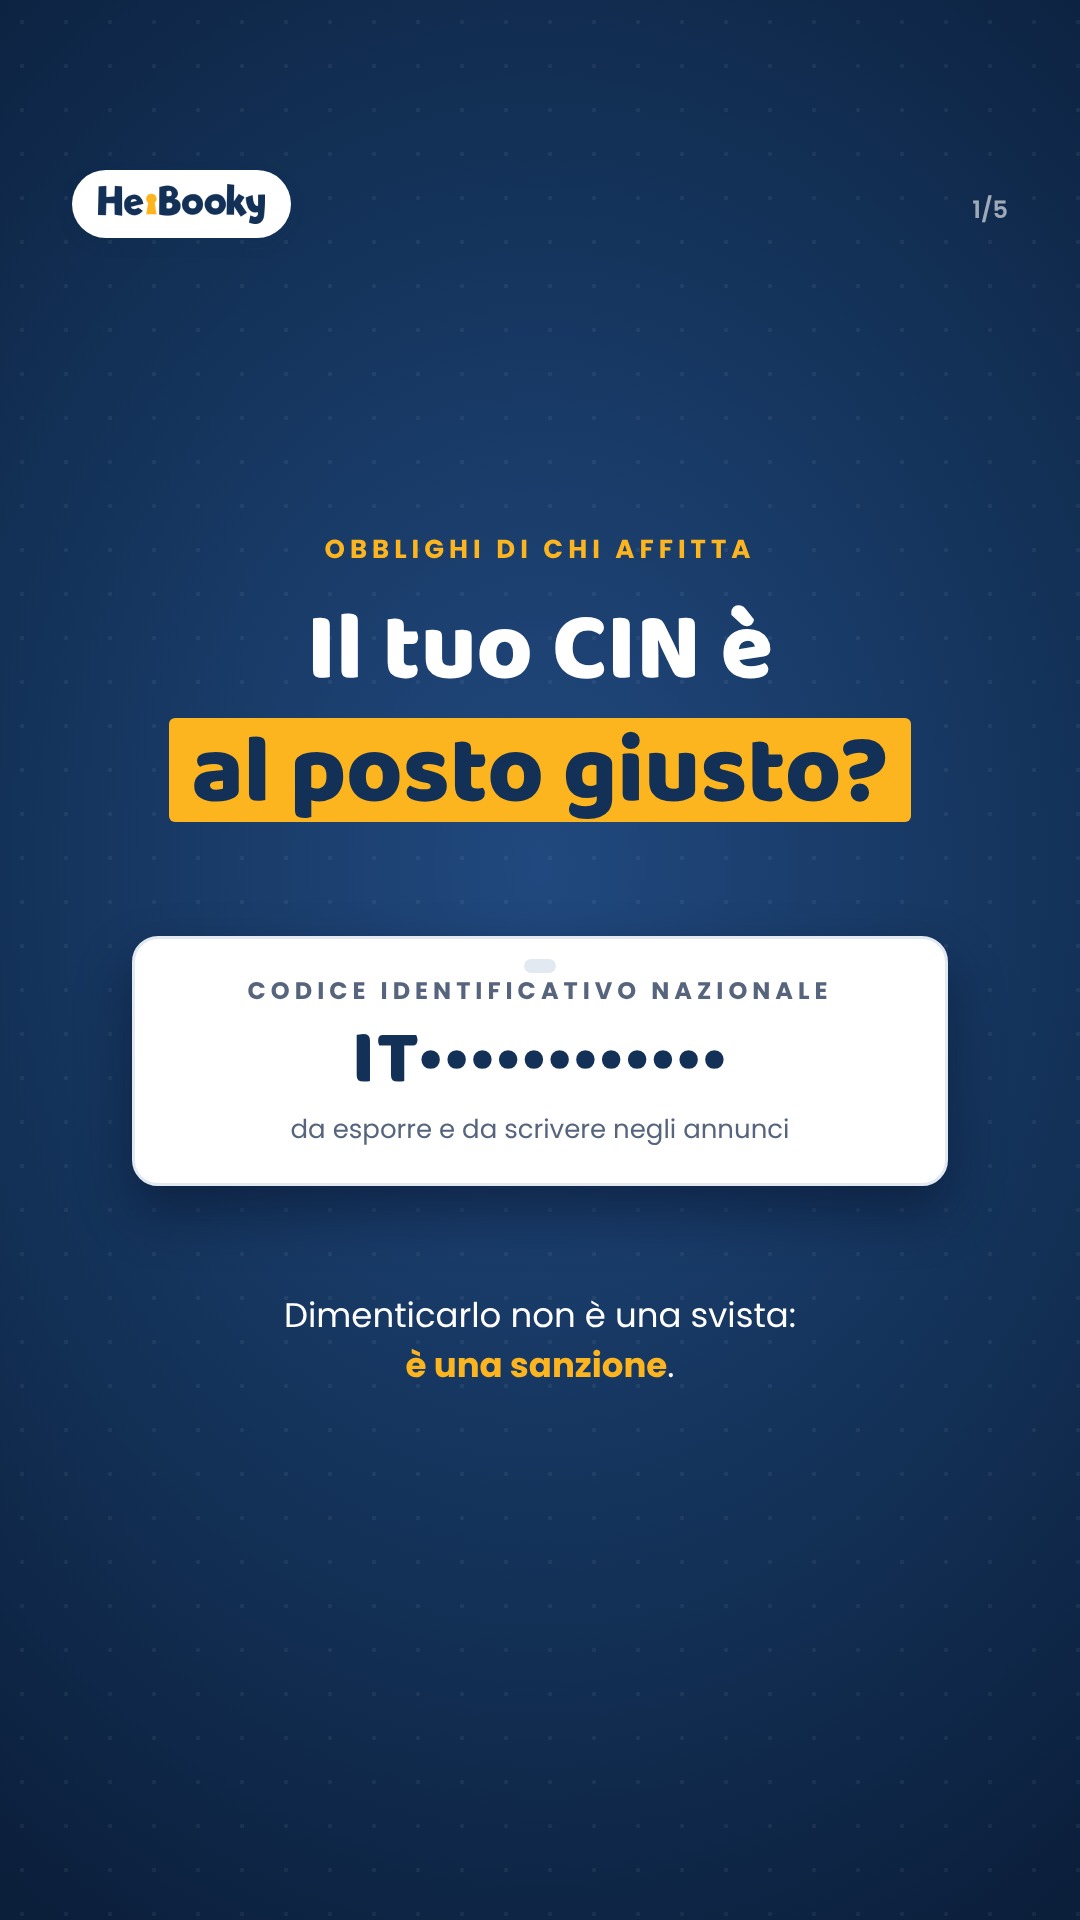 HeiBooky
1/5
OBBLIGHI DI CHI AFFITTA
Il tuo CIN è
al posto giusto?
CODICE IDENTIFICATIVO NAZIONALE
IT••••••••••••
da esporre e da scrivere negli annunci
Dimenticarlo non è una svista:
è una sanzione.